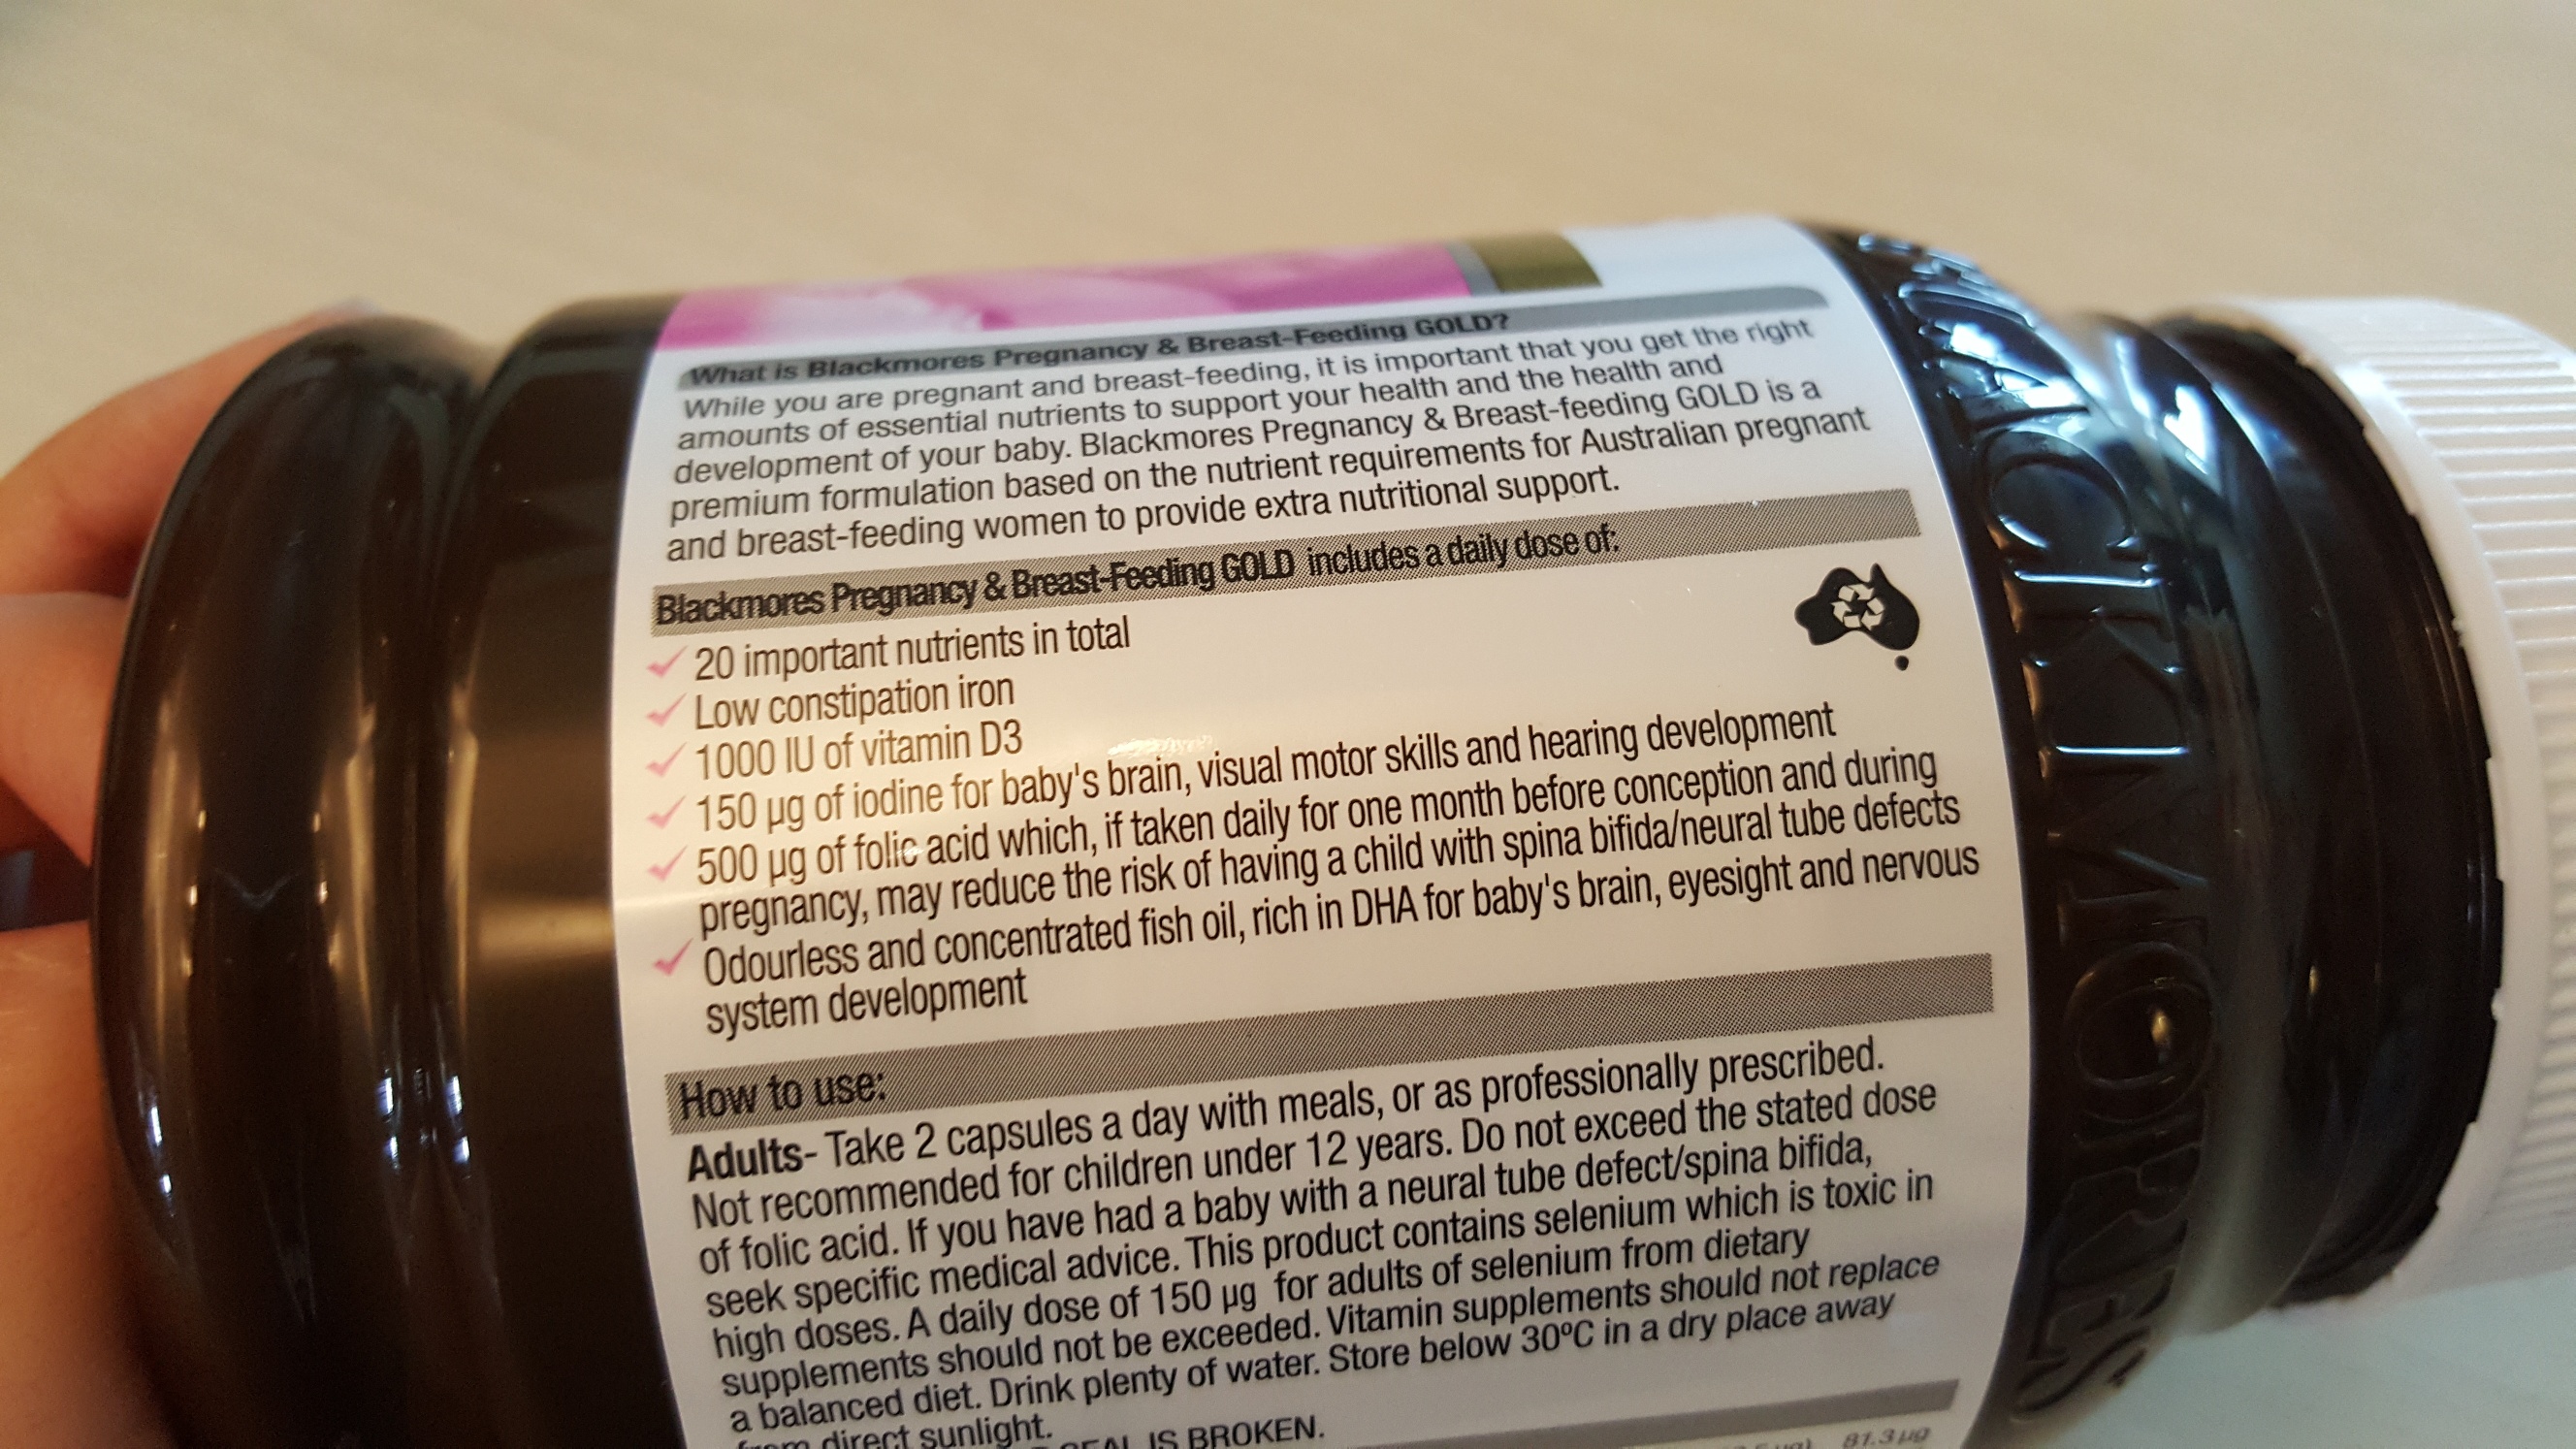 What is Blackmores Pregnancy & Breast-Feeding GOLD?
While you are pregnant and breast-feeding, it is important that you get the right
amounts of essential nutrients to support your health and the health and
development of your baby. Blackmores Pregnancy & Breast-feeding GOLD is a
premium formulation based on the nutrient requirements for Australian pregnant
and breast-feeding women to provide extra nutritional support.
Blackmores Pregnancy & Breast-Feeding GOLD includes a daily dose of:
20 important nutrients in total
Low constipation iron
1000 IU of vitamin D3
150 µg of iodine for baby's brain, visual motor skills and hearing development
500 µg of folic acid which, if taken daily for one month before conception and during
pregnancy, may reduce the risk of having a child with spina bifida/neural tube defects
Odourless and concentrated fish oil, rich in DHA for baby's brain, eyesight and nervous
system development
How to use:
Adults- Take 2 capsules a day with meals, or as professionally prescribed.
Not recommended for children under 12 years. Do not exceed the stated dose
of folic acid. If you have had a baby with a neural tube defect/spina bifida,
seek specific medical advice. This product contains selenium which is toxic in
high doses. A daily dose of 150 µg for adults of selenium from dietary
supplements should not be exceeded. Vitamin supplements should not replace
a balanced diet. Drink plenty of water. Store below 30ºC in a dry place away
from direct sunlight.
SEAL IS BROKEN.
81.3 µg
BLACKMORES